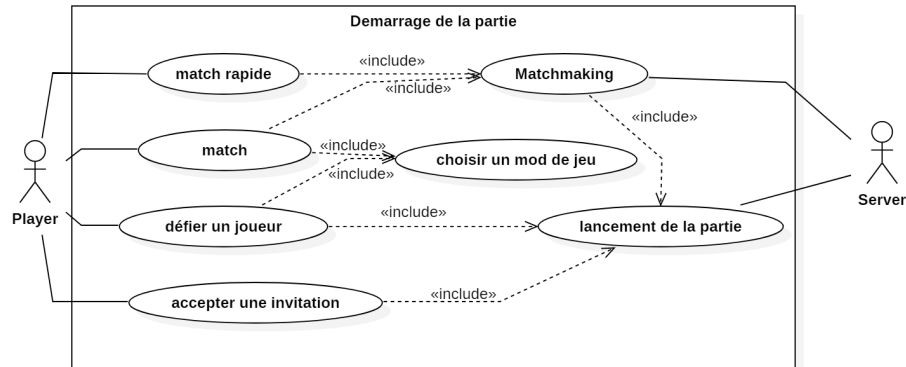 Demarrage de la partie
«include»
match rapide
Matchmaking
«include»
«include»
«include»
match
choisir un mod de jeu
«include»
Player
Server
défier un joueur
«include»
lancement de la partie
accepter une invitation
«include»